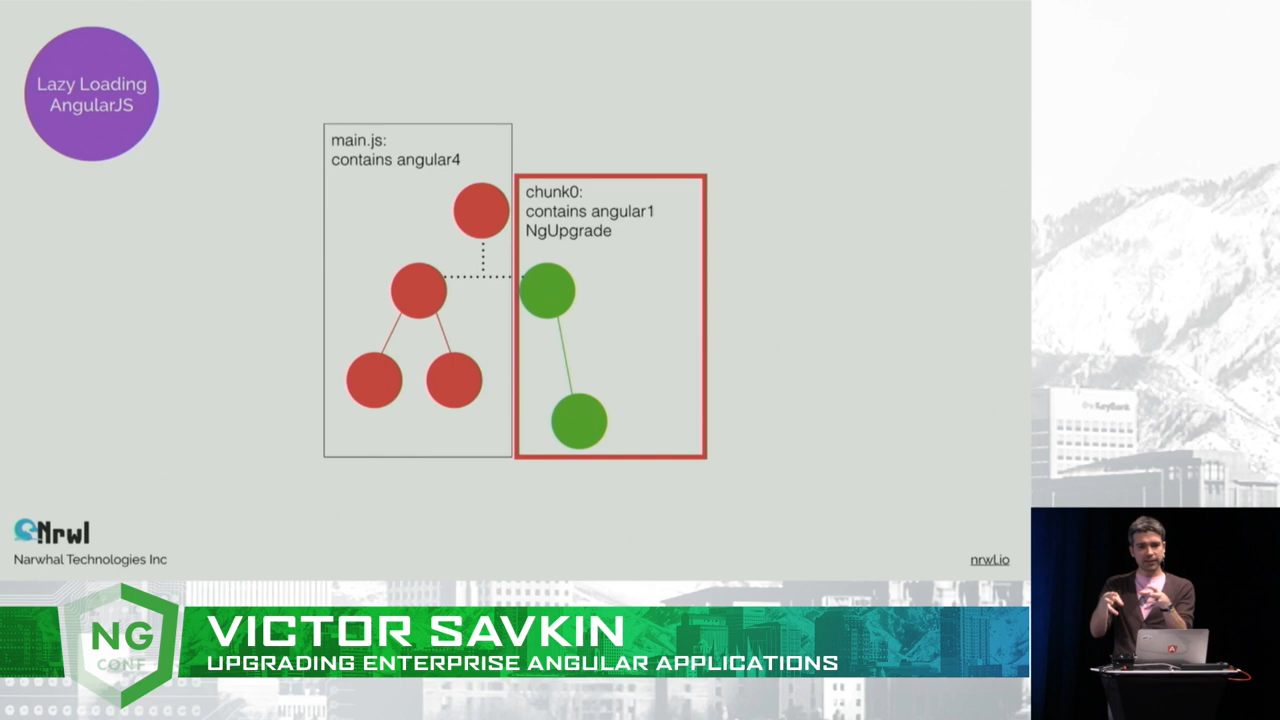 Lazy Loading
AngularJS
main.js:
contains angular4
chunk0:
contains angular1
NgUpgrade
Nrwl
Narwhal Technologies Inc
nrwl.io
KeyBank
NG
CONF
VICTOR SAVKIN
UPGRADING ENTERPRISE ANGULAR APPLICATIONS